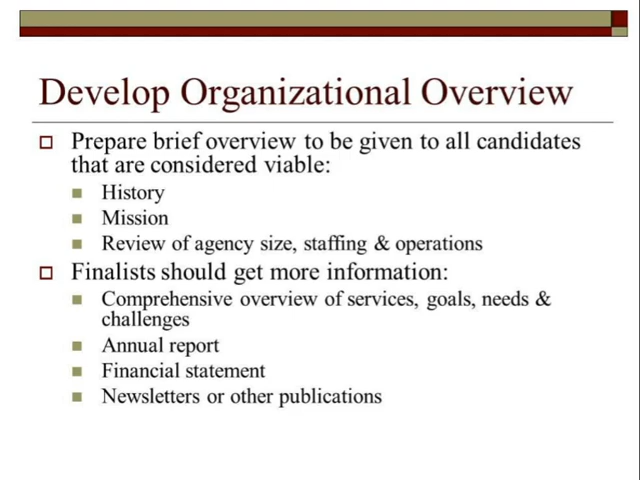 Develop Organizational Overview
Prepare brief overview to be given to all candidates
that are considered viable:
History
Mission
Review of agency size, staffing & operations
Finalists should get more information:
Comprehensive overview of services, goals, needs &
challenges
Annual report
Financial statement
Newsletters or other publications